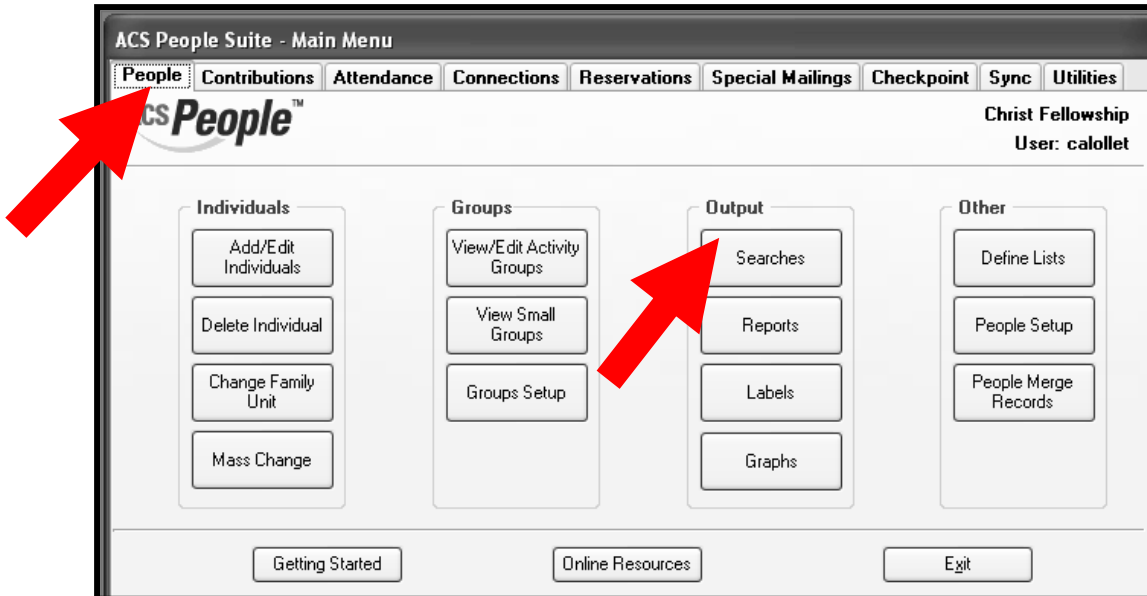 ACS People Suite - Main Menu
People Contributions Attendance Connections Reservations Special Mailings Checkpoint Sync Utilities
People™
Christ Fellowship
User: calollet
Individuals
Add/Edit
Individuals
Delete Individual
Change Family
Unit
Mass Change
Groups
View/Edit Activity
Groups
View Small
Groups
Groups Setup
Output
Searches
Reports
Labels
Graphs
Other
Define Lists
People Setup
People Merge
Records
Getting Started
Online Resources
Exit